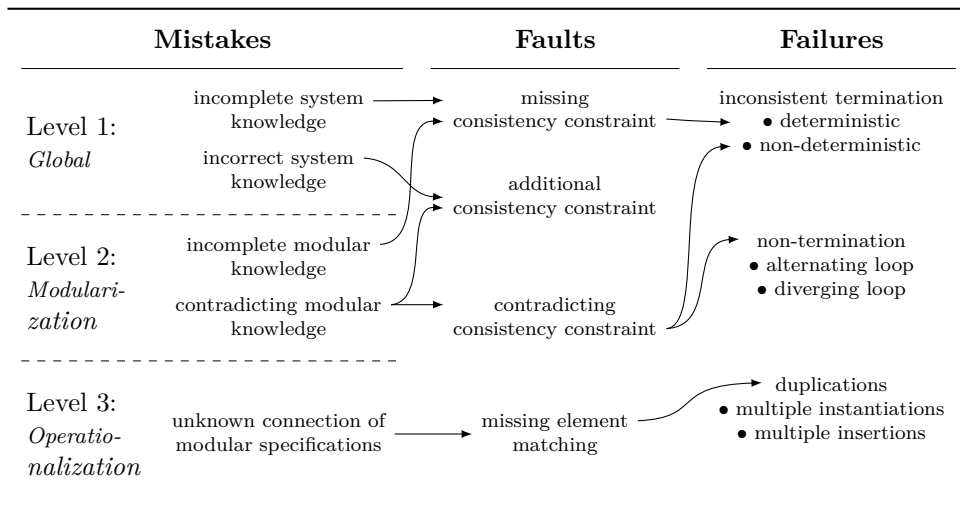 Mistakes
Faults
Failures
Level 1:
Global
incomplete system
knowledge
incorrect system
knowledge
missing
consistency constraint
additional
consistency constraint
inconsistent termination
• deterministic
• non-deterministic
Level 2:
Modulari-
zation
incomplete modular
knowledge
contradicting modular
knowledge
contradicting
consistency constraint
non-termination
• alternating loop
• diverging loop
Level 3:
Operatio-
nalization
unknown connection of
modular specifications
missing element
matching
duplications
• multiple instantiations
• multiple insertions